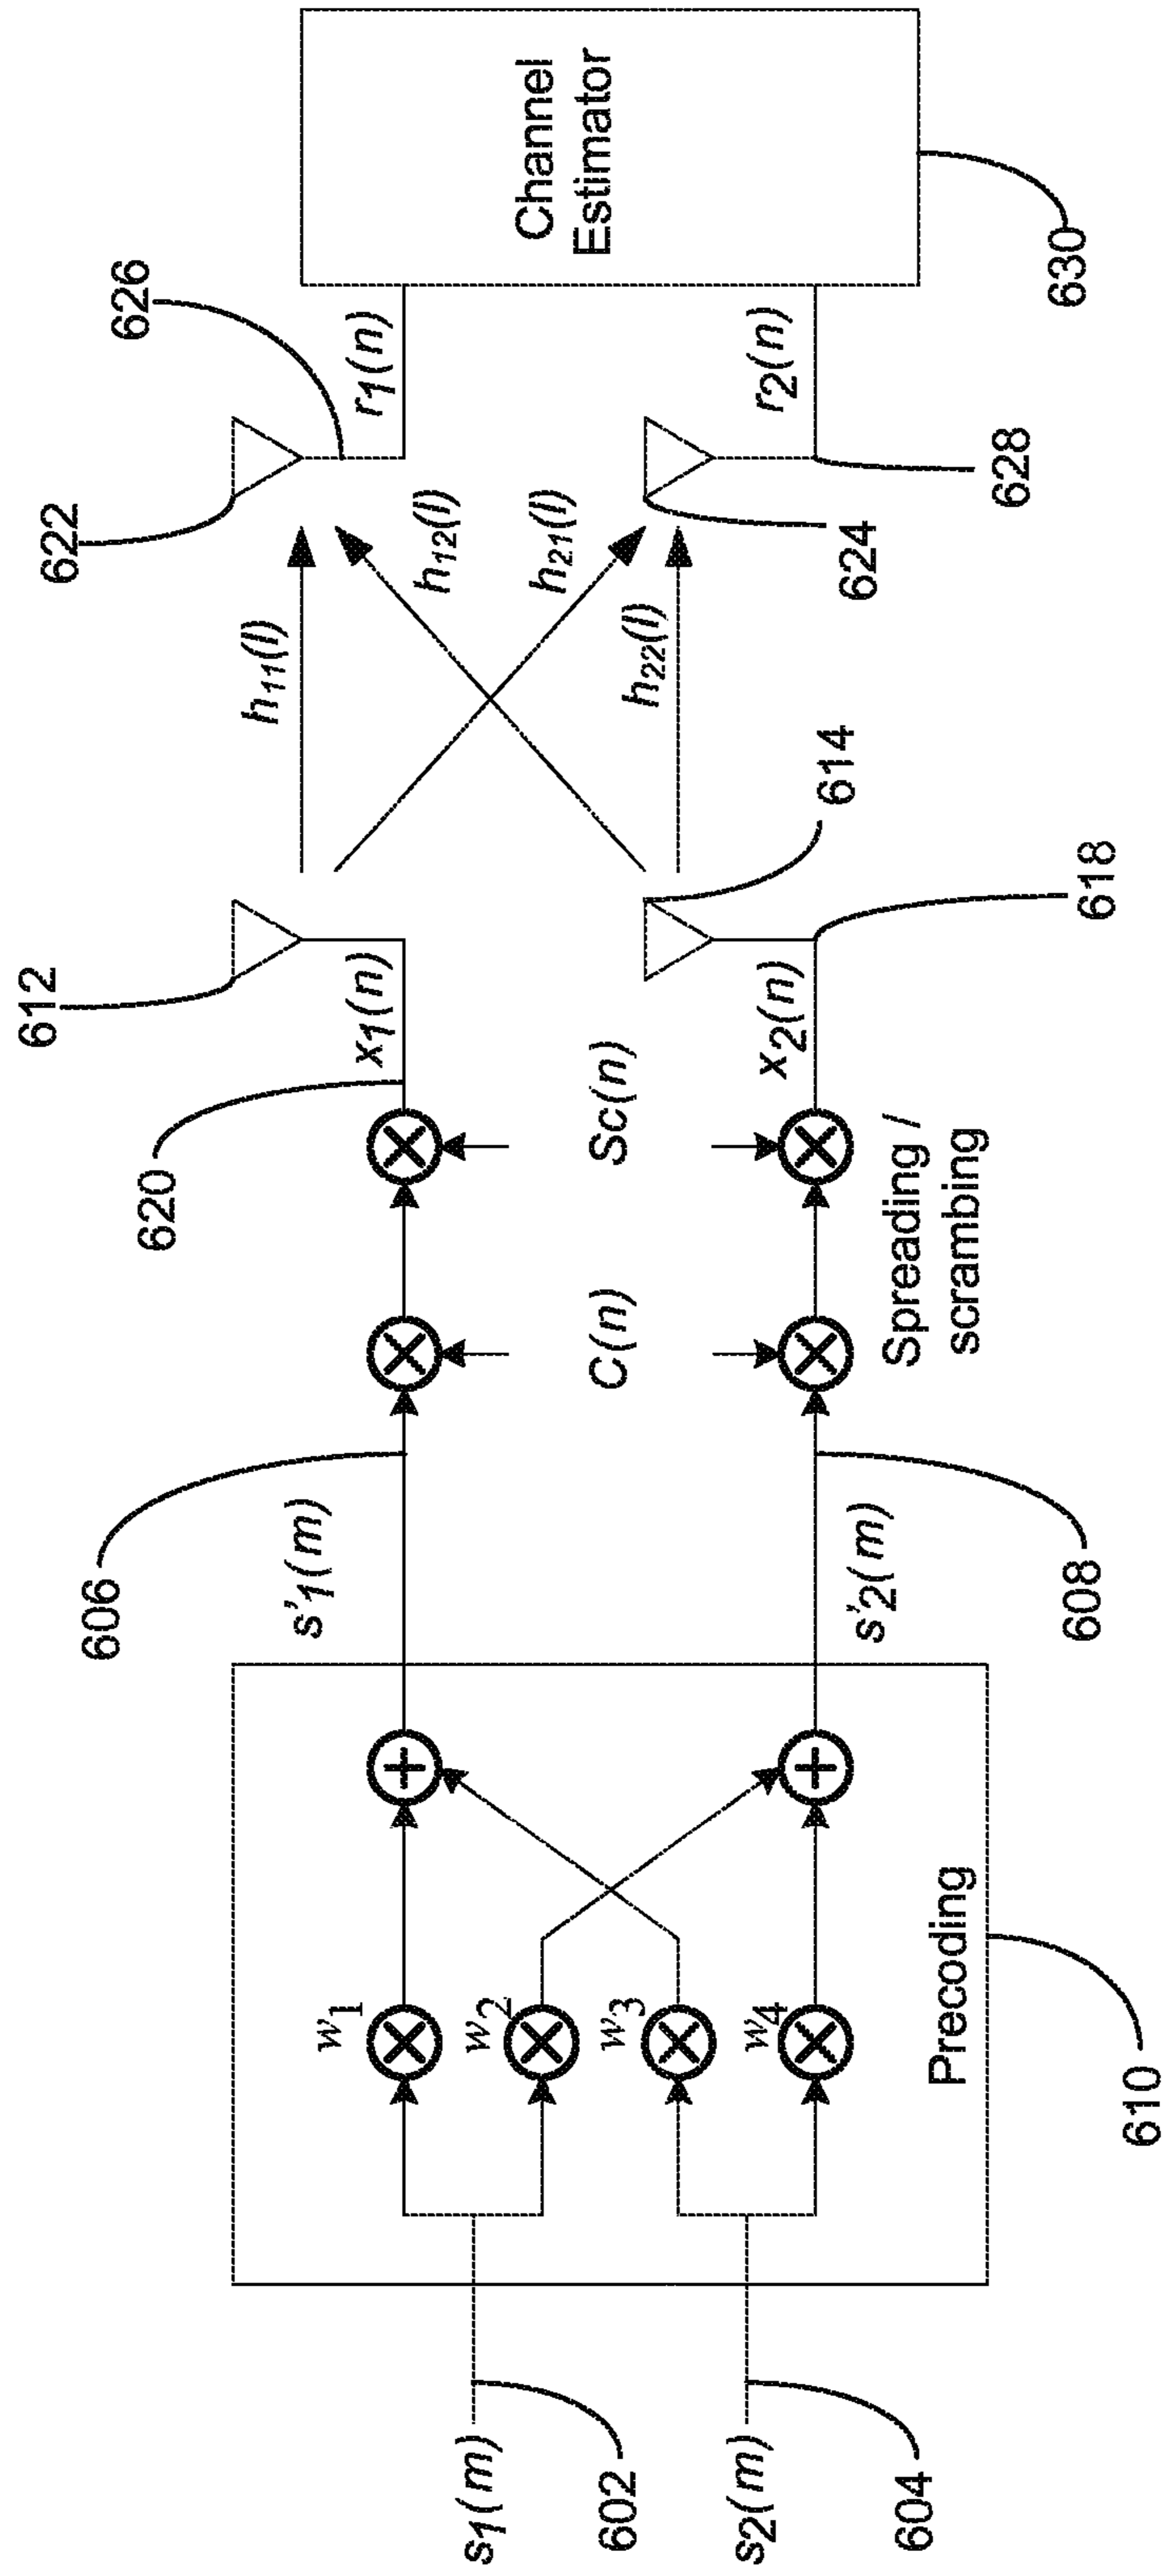 s1(m)
602
s2(m)
604
w1
w2
w3
w4
Precoding
610
s'1(m)
606
s'2(m)
608
C(n)
Sc(n)
Spreading /
scrambing
620
x1(n)
612
x2(n)
614
618
h11(l)
h12(l)
h21(l)
h22(l)
622
626
r1(n)
624
r2(n)
628
Channel
Estimator
630